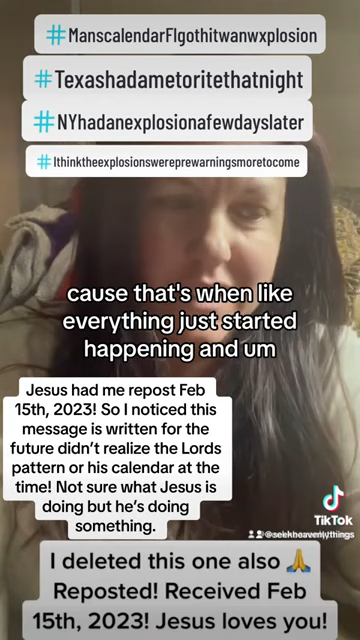 #MansscalendarFIgothitwanwxplosion
#Texashadametoritethatnight
#NYhadanexplosionafewdayslater
#Ithinktheexplosionswereprewarningsmoretocome
cause that's when like
everything just started
happening and um
Jesus had me repost Feb
15th, 2023! So I noticed this
message is written for the
future didn't realize the Lords
pattern or his calendar at the
time! Not sure what Jesus is
doing but he's doing
something.
TikTok
@seekheavenlythings
I deleted this one also 🙏
Reposted! Received Feb
15th, 2023! Jesus loves you!